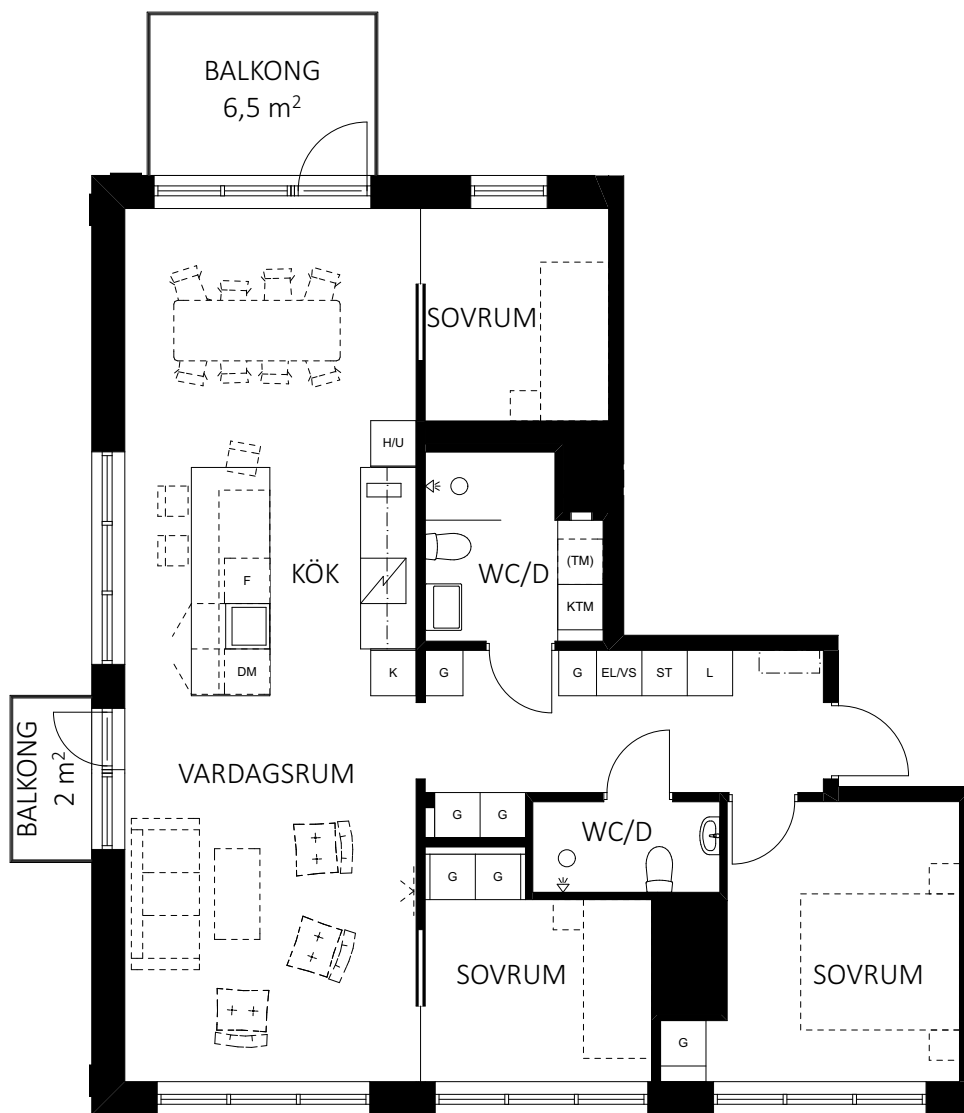 BALKONG
6,5 m²
SOVRUM
H/U
KÖK
F
DM
K
WC/D
(TM)
KTM
G
G
EL/VS
ST
L
BALKONG
2 m²
VARDAGSRUM
G
G
WC/D
G
G
SOVRUM
SOVRUM
G